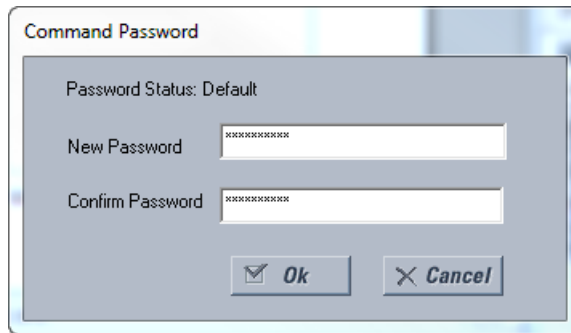 Command Password
Password Status: Default
New Password **********
Confirm Password **********
Ok Cancel